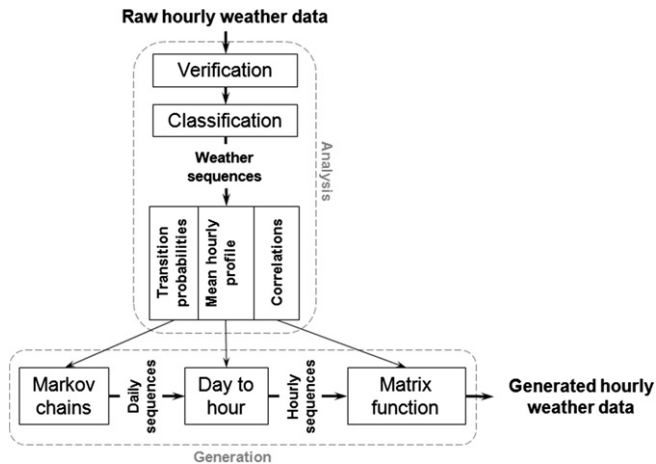 Raw hourly weather data
Verification
Classification
Weather
sequences
Analysis
Transition
probabilities
Mean hourly
profile
Correlations
Markov
chains
Daily
sequences
Day to
hour
Hourly
sequences
Matrix
function
Generated hourly
weather data
Generation